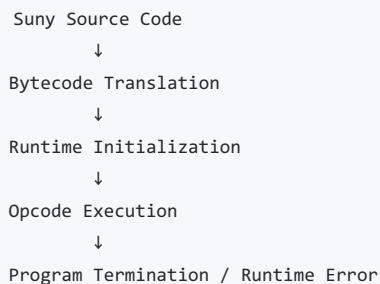 Suny Source Code
↓
Bytecode Translation
↓
Runtime Initialization
↓
Opcode Execution
↓
Program Termination / Runtime Error